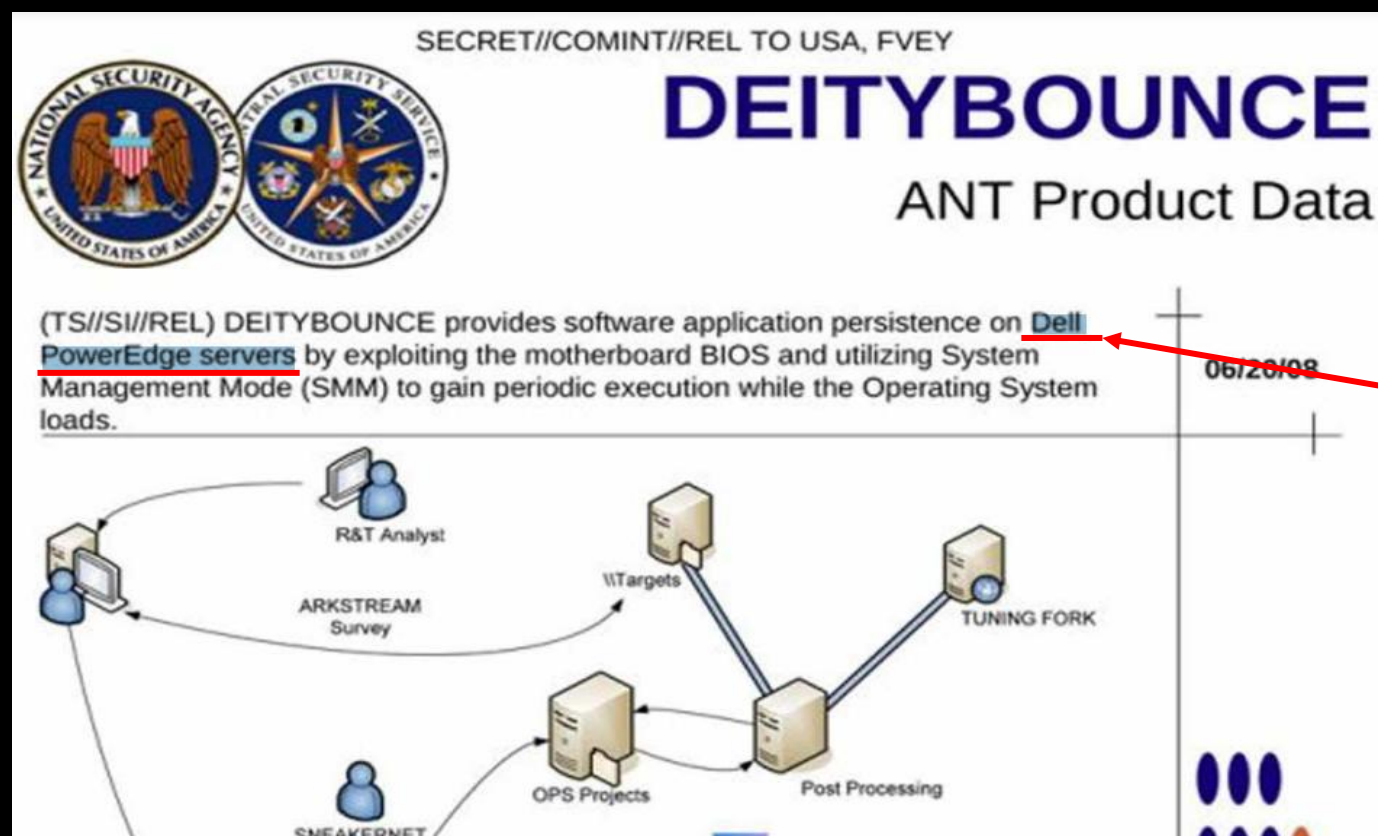 SECRET//COMINT//REL TO USA, FVEY
NATIONAL SECURITY AGENCY
UNITED STATES OF AMERICA
CENTRAL SECURITY SERVICE
UNITED STATES OF AMERICA
DEITYBOUNCE
ANT Product Data
(TS//SI//REL) DEITYBOUNCE provides software application persistence on Dell
PowerEdge servers by exploiting the motherboard BIOS and utilizing System
Management Mode (SMM) to gain periodic execution while the Operating System
loads.
06/20/08
R&T Analyst
\\Targets
ARKSTREAM
Survey
TUNING FORK
OPS Projects
Post Processing
SNEAKERNET